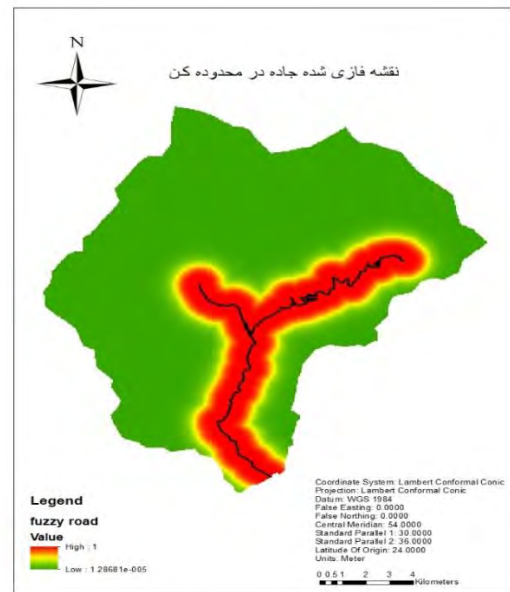 N
نقشه فازی شده جاده در محدوده کن
Legend
fuzzy road
Value
High : 1
Low : 1.28681e-005
Coordinate System: Lambert Conformal Conic
Projection: Lambert Conformal Conic
Datum: WGS 1984
False Easting: 0.0000
False Northing: 0.0000
Central Meridian: 54.0000
Standard Parallel 1: 30.0000
Standard Parallel 2: 36.0000
Latitude Of Origin: 24.0000
Units: Meter
0 0.5 1 2 3 4
Kilometers